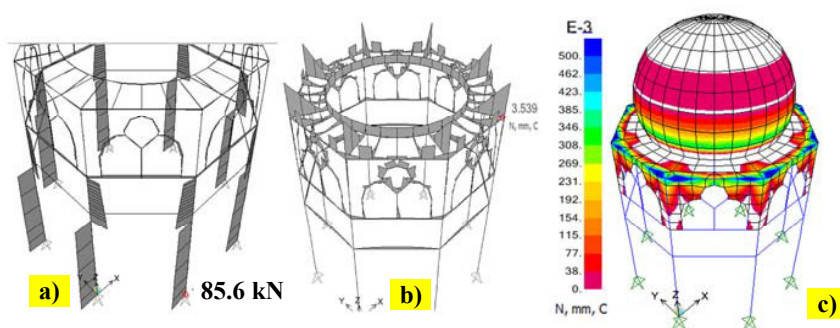 a)
Y Z X
85.6 kN
3.539
N, mm, C
b)
Y Z X
E-3
500.
462.
423.
385.
346.
308.
269.
231.
192.
154.
115.
77.
38.
0.
N, mm, C
Y Z X
c)